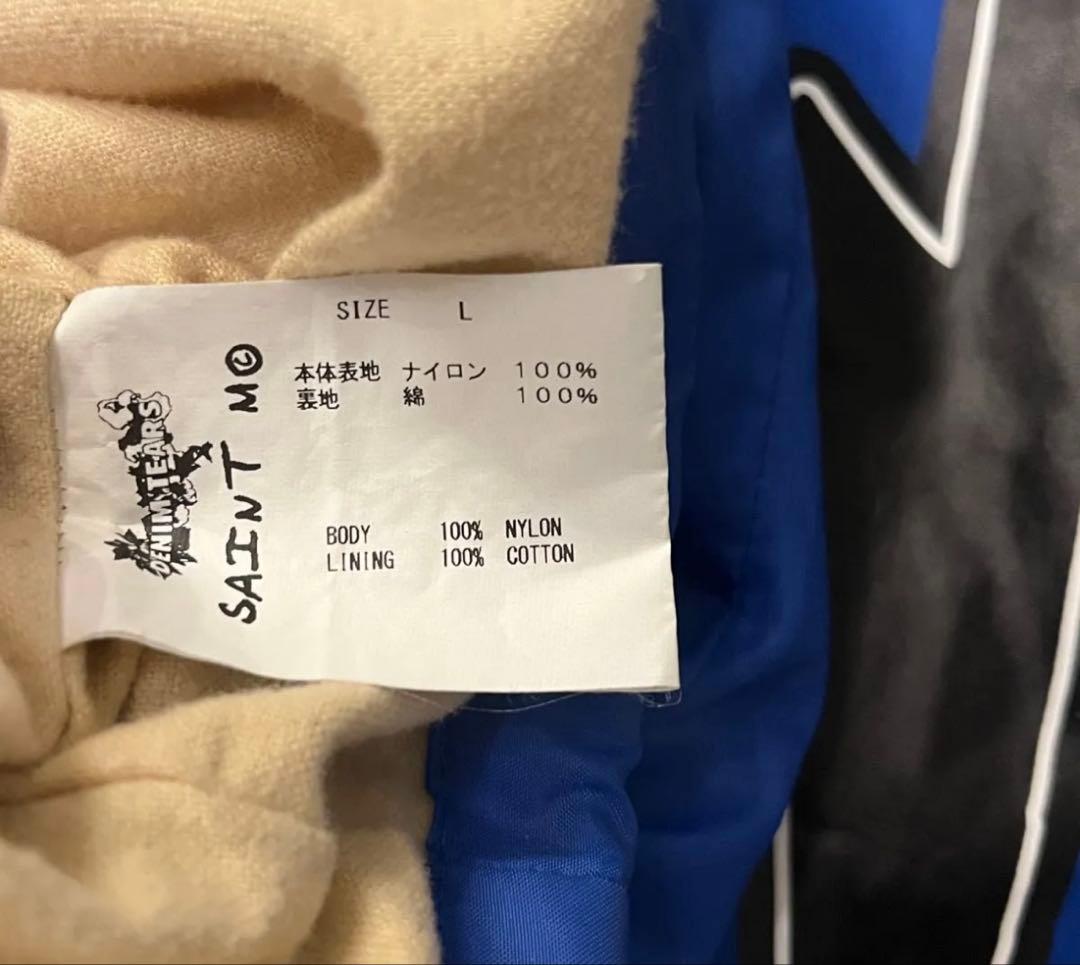 SIZE L
本体表地 ナイロン 100%
裏地 綿 100%
BODY 100% NYLON
LINING 100% COTTON
DENIM TEARS
SAINT M©